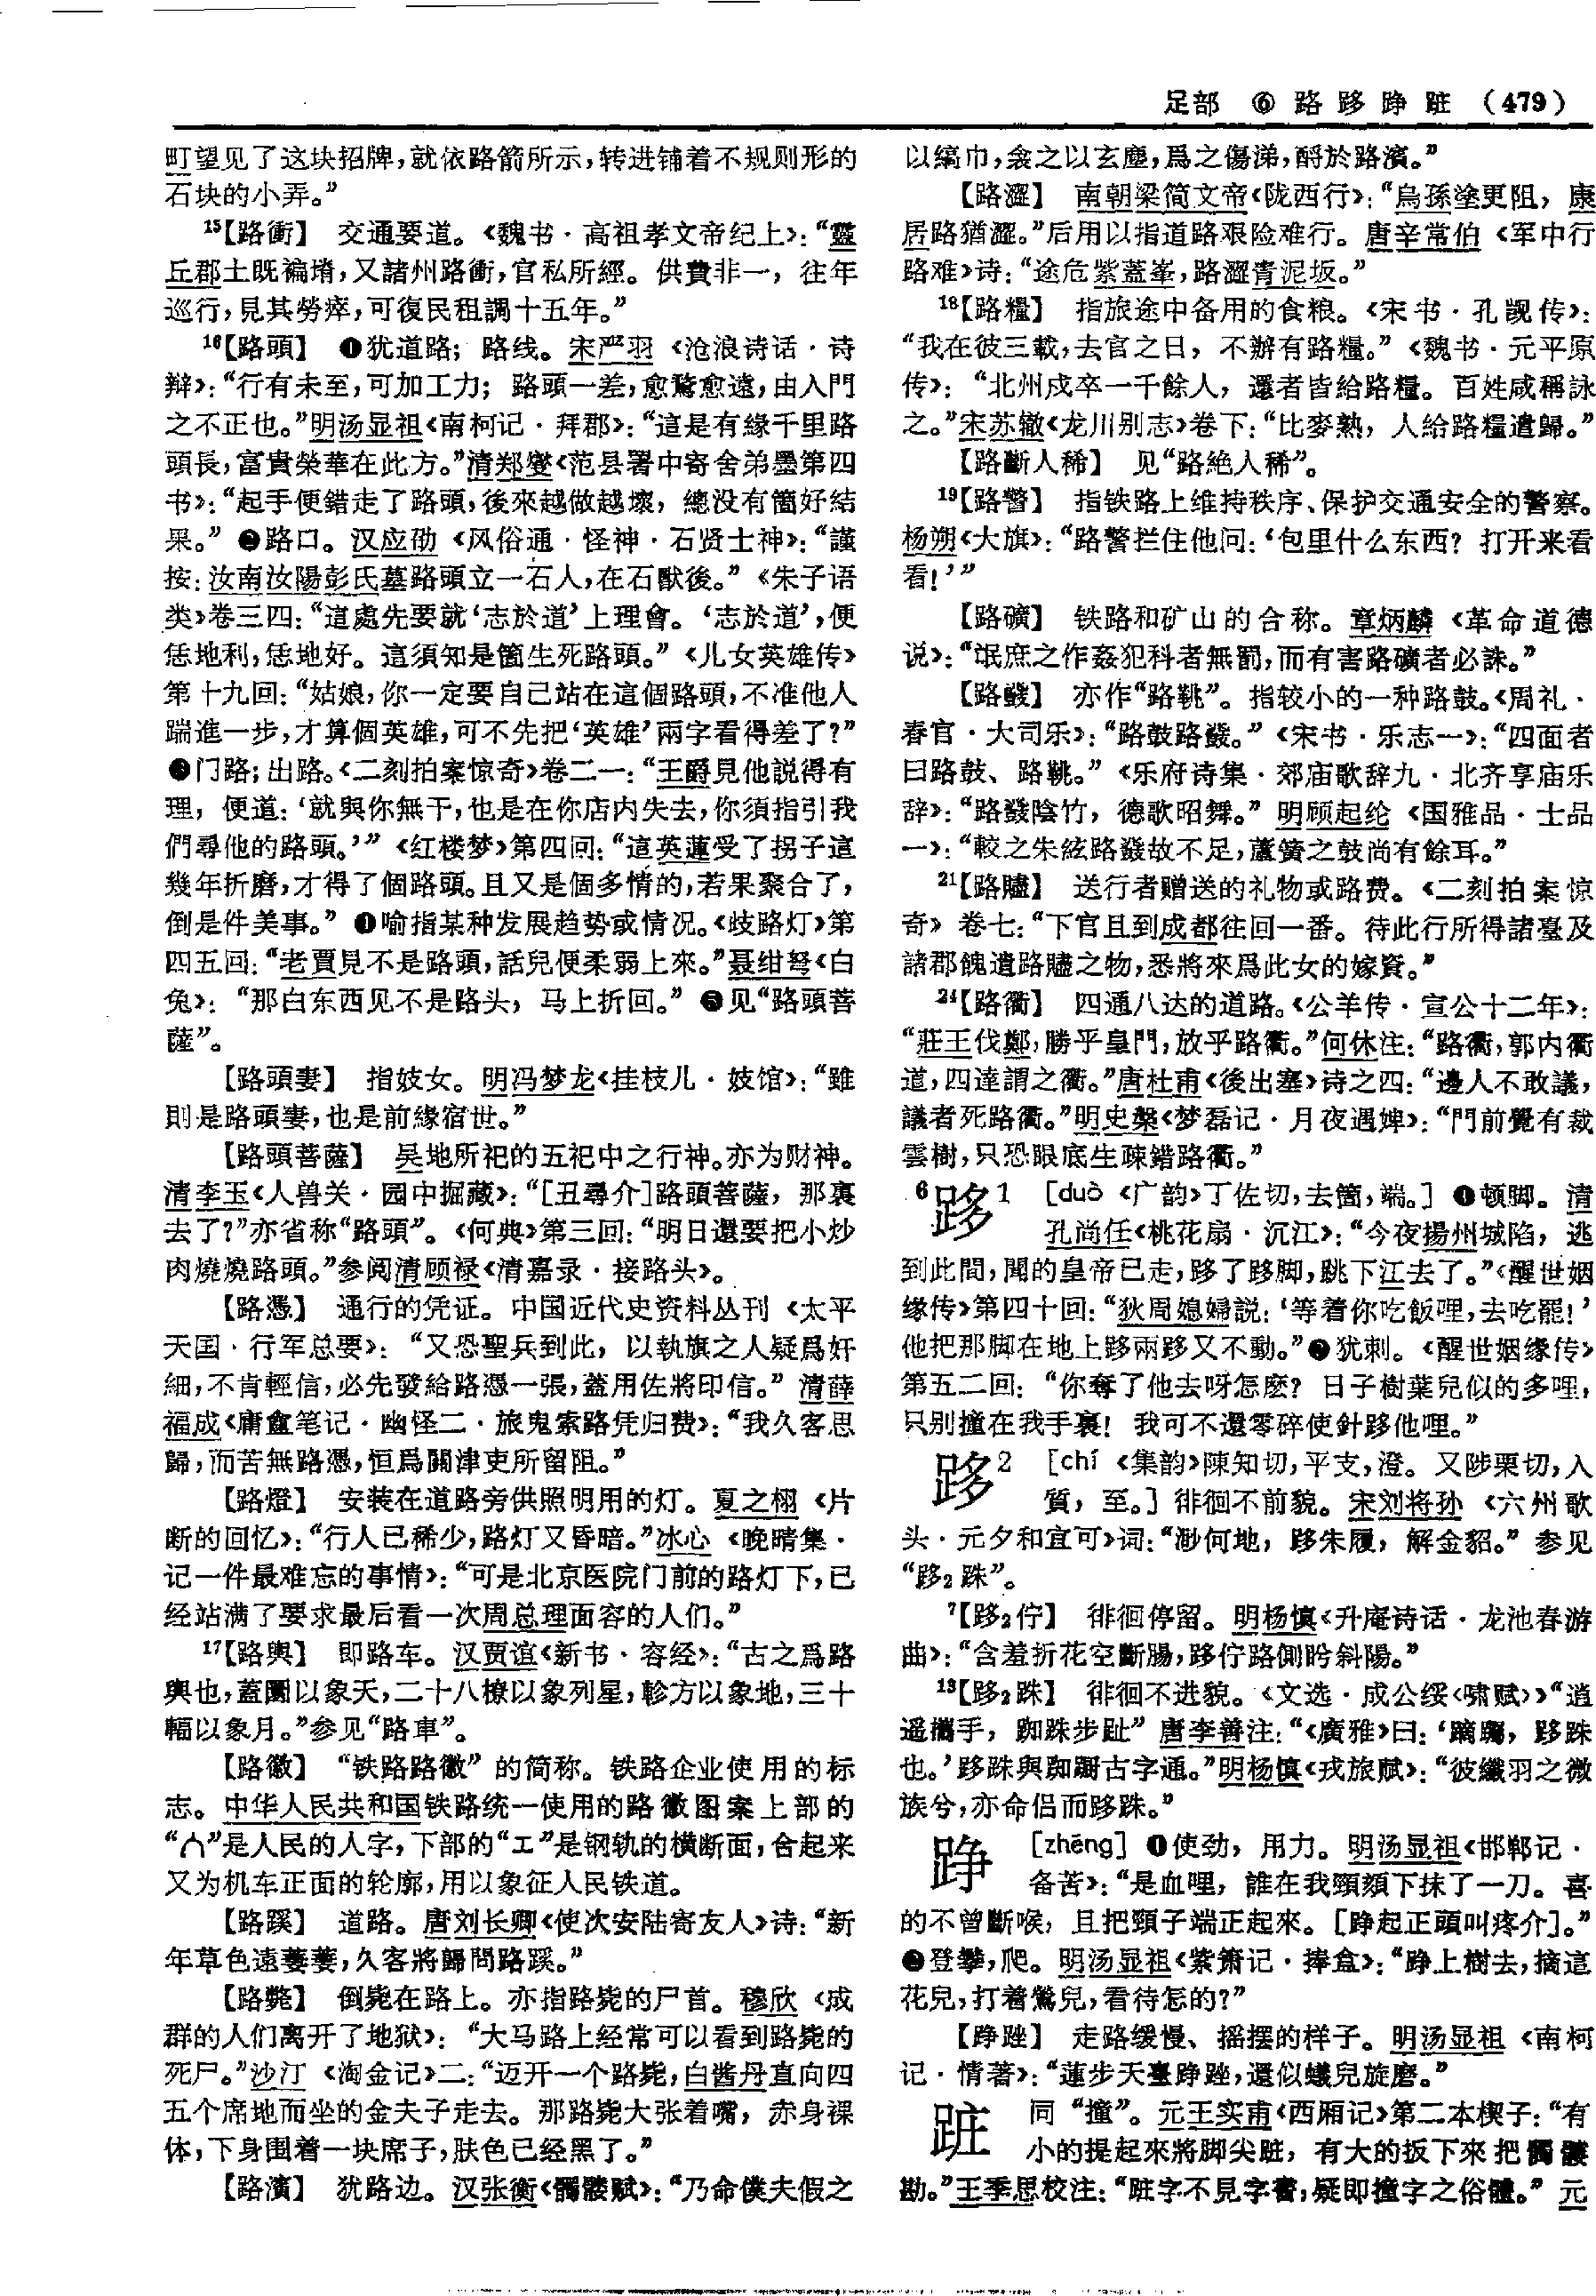 足部 ⑥ 路 跢 踭 𧿶 (479)
町望见了这块招牌,就依路箭所示,转进铺着不规则形的
石块的小弄。”
15【路衝】 交通要道。《魏书·高祖孝文帝纪上》:“靈
丘郡土既褊塉,又諸州路衝,官私所經。供費非一,往年
巡行,見其勞瘁,可復民租調十五年。”
16【路頭】 ❶犹道路;路线。宋严羽《沧浪诗话·诗
辩》:“行有未至,可加工力;路頭一差,愈騖愈遠,由入門
之不正也。”明汤显祖《南柯记·拜郡》:“這是有緣千里路
頭長,富貴榮華在此方。”清郑燮《范县署中寄舍弟墨第四
书》:“起手便錯走了路頭,後來越做越壞,總没有箇好结
果。” ❷路口。汉应劭《风俗通·怪神·石贤士神》:“謹
按:汝南汝陽彭氏墓路頭立一石人,在石獸後。”《朱子语
类》卷三四:“這處先要就‘志於道’上理會。‘志於道’,便
恁地利,恁地好。這須知是箇生死路頭。”《儿女英雄传》
第十九回:“姑娘,你一定要自己站在這個路頭,不准他人
踹進一步,才算個英雄,可不先把‘英雄’兩字看得差了?”
❸门路;出路。《二刻拍案惊奇》卷二一:“王爵見他説得有
理,便道:‘就與你無干,也是在你店内失去,你須指引我
們尋他的路頭。’”《红楼梦》第四回:“這英蓮受了拐子這
幾年折磨,才得了個路頭。且又是個多情的,若果聚合了,
倒是件美事。” ❹喻指某种发展趋势或情况。《歧路灯》第
四五回:“老賈見不是路頭,話兒便柔弱上來。”聂绀弩《白
兔》:“那白东西见不是路头,马上折回。” ❺见“路頭菩
薩”。
【路頭妻】 指妓女。明冯梦龙《挂枝儿·妓馆》:“雖
則是路頭妻,也是前緣宿世。”
【路頭菩薩】 吴地所祀的五祀中之行神。亦为财神。
清李玉《人兽关·园中掘藏》:“[丑尋介]路頭菩薩,那裏
去了?”亦省称“路頭”。《何典》第三回:“明日還要把小炒
肉燒燒路頭。”参阅清顾禄《清嘉录·接路头》。
【路憑】 通行的凭证。中国近代史资料丛刊《太平
天国·行军总要》:“又恐聖兵到此,以執旗之人疑爲奸
細,不肯輕信,必先發給路憑一張,蓋用佐將印信。”清薛
福成《庸盦笔记·幽怪二·旅鬼索路凭归费》:“我久客思
歸,而苦無路憑,恒爲關津吏所留阻。”
【路燈】 安装在道路旁供照明用的灯。夏之栩《片
断的回忆》:“行人已稀少,路灯又昏暗。”冰心《晚晴集·
记一件最难忘的事情》:“可是北京医院门前的路灯下,已
经站满了要求最后看一次周总理面容的人们。”
17【路輿】 即路车。汉贾谊《新书·容经》:“古之爲路
輿也,蓋圜以象天,二十八橑以象列星,軫方以象地,三十
輻以象月。”参见“路車”。
【路徽】 “铁路路徽”的简称。铁路企业使用的标
志。中华人民共和国铁路统一使用的路徽图案上部的
“人”是人民的人字,下部的“工”是钢轨的横断面,合起来
又为机车正面的轮廓,用以象征人民铁道。
【路蹊】 道路。唐刘长卿《使次安陆寄友人》诗:“新
年草色遠萋萋,久客將歸問路蹊。”
【路斃】 倒毙在路上。亦指路毙的尸首。穆欣《成
群的人们离开了地狱》:“大马路上经常可以看到路毙的
死尸。”沙汀《淘金记》二:“迈开一个路毙,白酱丹直向四
五个席地而坐的金夫子走去。那路毙大张着嘴,赤身裸
体,下身围着一块席子,肤色已经黑了。”
【路濱】 犹路边。汉张衡《髑髏赋》:“乃命僕夫假之
以縞巾,衾之以玄塵,爲之傷涕,酹於路濱。”
【路澀】 南朝梁简文帝《陇西行》:“烏孫塗更阻,康
居路猶澀。”后用以指道路艰险难行。唐辛常伯《军中行
路难》诗:“途危紫蓋峯,路澀青泥坂。”
18【路糧】 指旅途中备用的食粮。《宋书·孔觊传》:
“我在彼三載,去官之日,不辦有路糧。”《魏书·元平原
传》:“北州戍卒一千餘人,還者皆給路糧。百姓咸稱詠
之。”宋苏辙《龙川别志》卷下:“比麥熟,人給路糧遣歸。”
【路斷人稀】 见“路絶人稀”。
19【路警】 指铁路上维持秩序、保护交通安全的警察。
杨朔《大旗》:“路警拦住他问:‘包里什么东西?打开来看
看!’”
【路礦】 铁路和矿山的合称。章炳麟《革命道德
说》:“氓庶之作姦犯科者無罰,而有害路礦者必誅。”
【路鼗】 亦作“路鞉”。指较小的一种路鼓。《周礼·
春官·大司乐》:“路鼓路鼗。”《宋书·乐志一》:“四面者
曰路鼓、路鞉。”《乐府诗集·郊庙歌辞九·北齐享庙乐
辞》:“路鼗陰竹,德歌昭舞。”明顾起纶《国雅品·士品
一》:“較之朱絃路鼗故不足,蘆簧之鼓尚有餘耳。”
21【路贐】 送行者赠送的礼物或路费。《二刻拍案惊
奇》卷七:“下官且到成都往回一番。待此行所得諸臺及
諸郡餽遺路贐之物,悉將來爲此女的嫁資。”
24【路衢】 四通八达的道路。《公羊传·宣公十二年》:
“莊王伐鄭,勝乎皇門,放乎路衢。”何休注:“路衢,郭内衢
道,四達謂之衢。”唐杜甫《後出塞》诗之四:“邊人不敢議,
議者死路衢。”明史槃《梦磊记·月夜遇婢》:“門前覺有裁
雲樹,只恐眼底生疎錯路衢。”
6跢1 [duò《广韵》丁佐切,去箇,端。] ❶顿脚。清
孔尚任《桃花扇·沉江》:“今夜揚州城陷,逃
到此間,聞的皇帝已走,跢了跢脚,跳下江去了。”《醒世姻
缘传》第四十回:“狄周媳婦説:‘等着你吃飯哩,去吃罷!’
他把那脚在地上跢兩跢又不動。”❷犹刺。《醒世姻缘传》
第五二回:“你奪了他去呀怎麽?日子樹葉兒似的多哩,
只别撞在我手裏!我可不還零碎使針跢他哩。”
跢2 [chí《集韵》陳知切,平支,澄。又陟栗切,入
質,至。]徘徊不前貌。宋刘将孙《六州歌
头·元夕和宜可》词:“渺何地,跢朱履,解金貂。”参见
“跢2跦”。
7【跢2佇】 徘徊停留。明杨慎《升庵诗话·龙池春游
曲》:“含羞折花空斷腸,跢佇路側盻斜陽。”
13【跢2跦】 徘徊不进貌。《文选·成公绥〈啸赋〉》“逍
遥攜手,踟跦步趾”唐李善注:“《廣雅》曰:‘蹢躅,跢跦
也。’跢跦與踟躕古字通。”明杨慎《戎旅赋》:“彼纖羽之微
族兮,亦命侣而跢跦。”
踭 [zhēng] ❶使劲,用力。明汤显祖《邯郸记·
备苦》:“是血哩,誰在我頸頦下抹了一刀。喜
的不曾斷喉,且把頸子端正起來。[踭起正頭叫疼介]。”
❷登攀,爬。明汤显祖《紫箫记·捧盒》:“踭上樹去,摘這
花兒,打着鶯兒,看待怎的?”
【踭踛】 走路缓慢、摇摆的样子。明汤显祖《南柯
记·情著》:“蓮步天臺踭踛,還似蟻兒旋磨。”
同“撞”。元王实甫《西厢记》第二本楔子:“有
小的提起來將脚尖𧿶,有大的扳下來把髑髏
勘。”王季思校注:“𧿶字不見字書,疑即撞字之俗體。”元